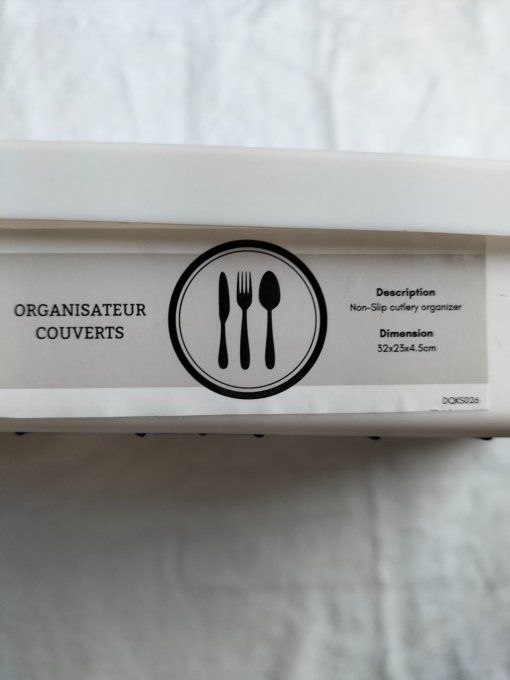 ORGANISATEUR
COUVERTS
Description
Non-Slip cutlery organizer
Dimension
32x23x4.5cm
DQKS026